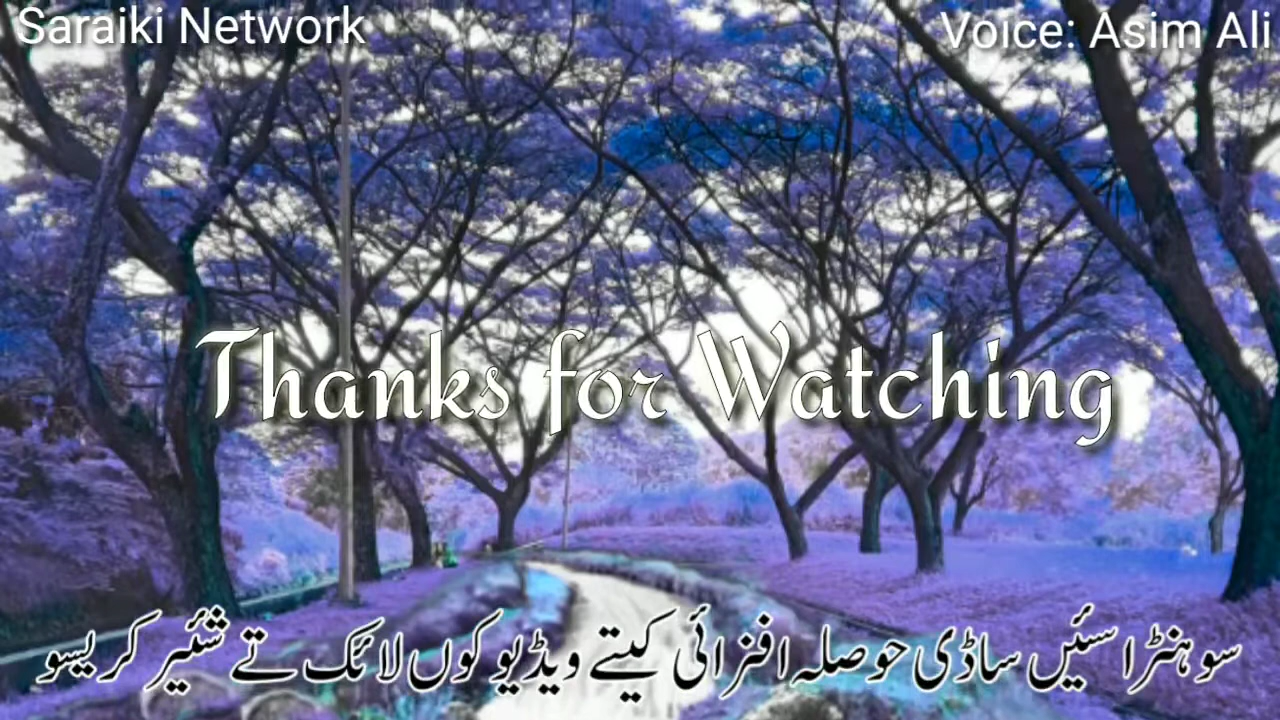 Saraiki Network
Voice: Asim Ali
Thanks for Watching
سوہنڑا سئیں ساڈی حوصلہ افزائی کیتے ویڈیو کوں لائک تے شئیر کریسو